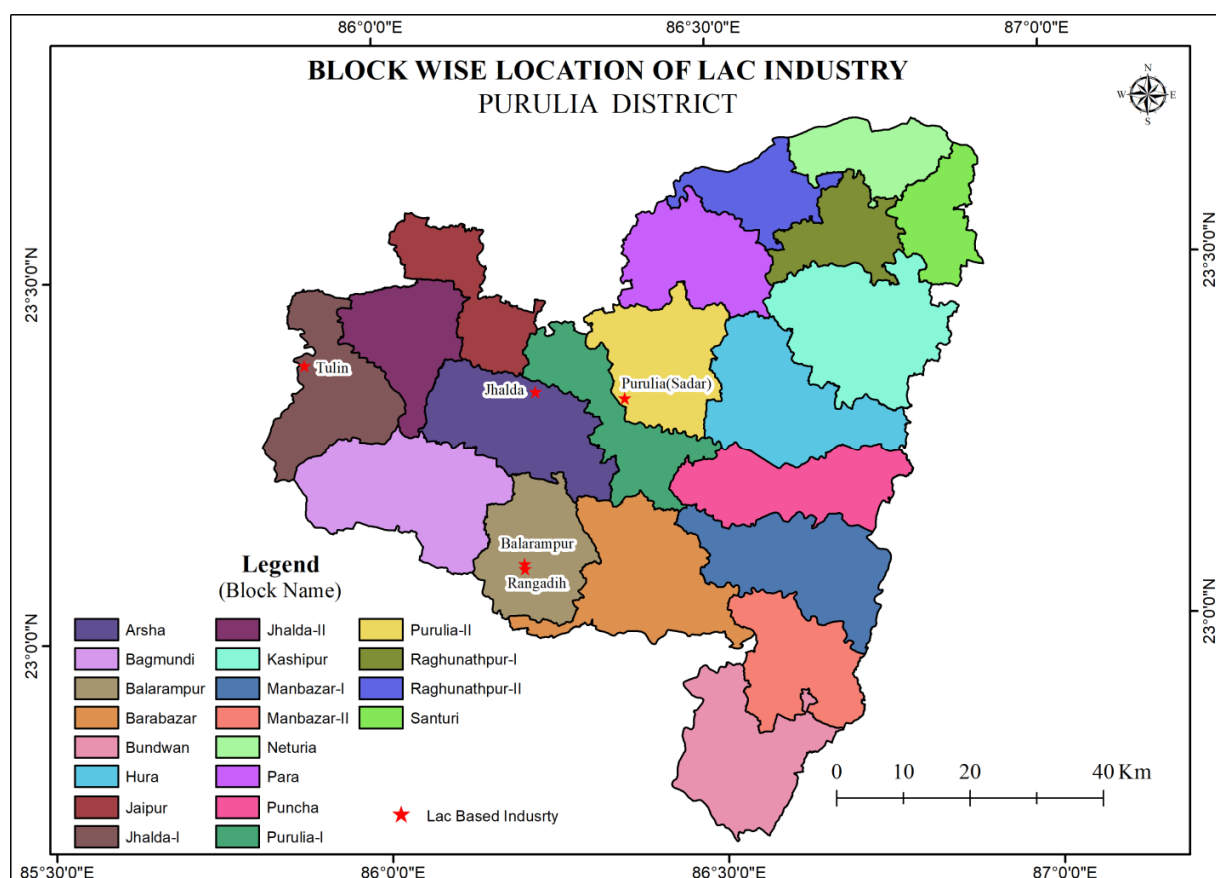 86°0'0"E
86°30'0"E
87°0'0"E
BLOCK WISE LOCATION OF LAC INDUSTRY
PURULIA DISTRICT
N
W
E
S
23°30'0"N
23°30'0"N
Tulin
Jhalda
Purulia(Sadar)
Balarampur
Rangadih
23°0'0"N
23°0'0"N
Legend
(Block Name)
Arsha
Bagmundi
Balarampur
Barabazar
Bundwan
Hura
Jaipur
Jhalda-I
Jhalda-II
Kashipur
Manbazar-I
Manbazar-II
Neturia
Para
Puncha
Purulia-I
Purulia-II
Raghunathpur-I
Raghunathpur-II
Santuri
Lac Based Indusrty
0 10 20 40 Km
85°30'0"E
86°0'0"E
86°30'0"E
87°0'0"E